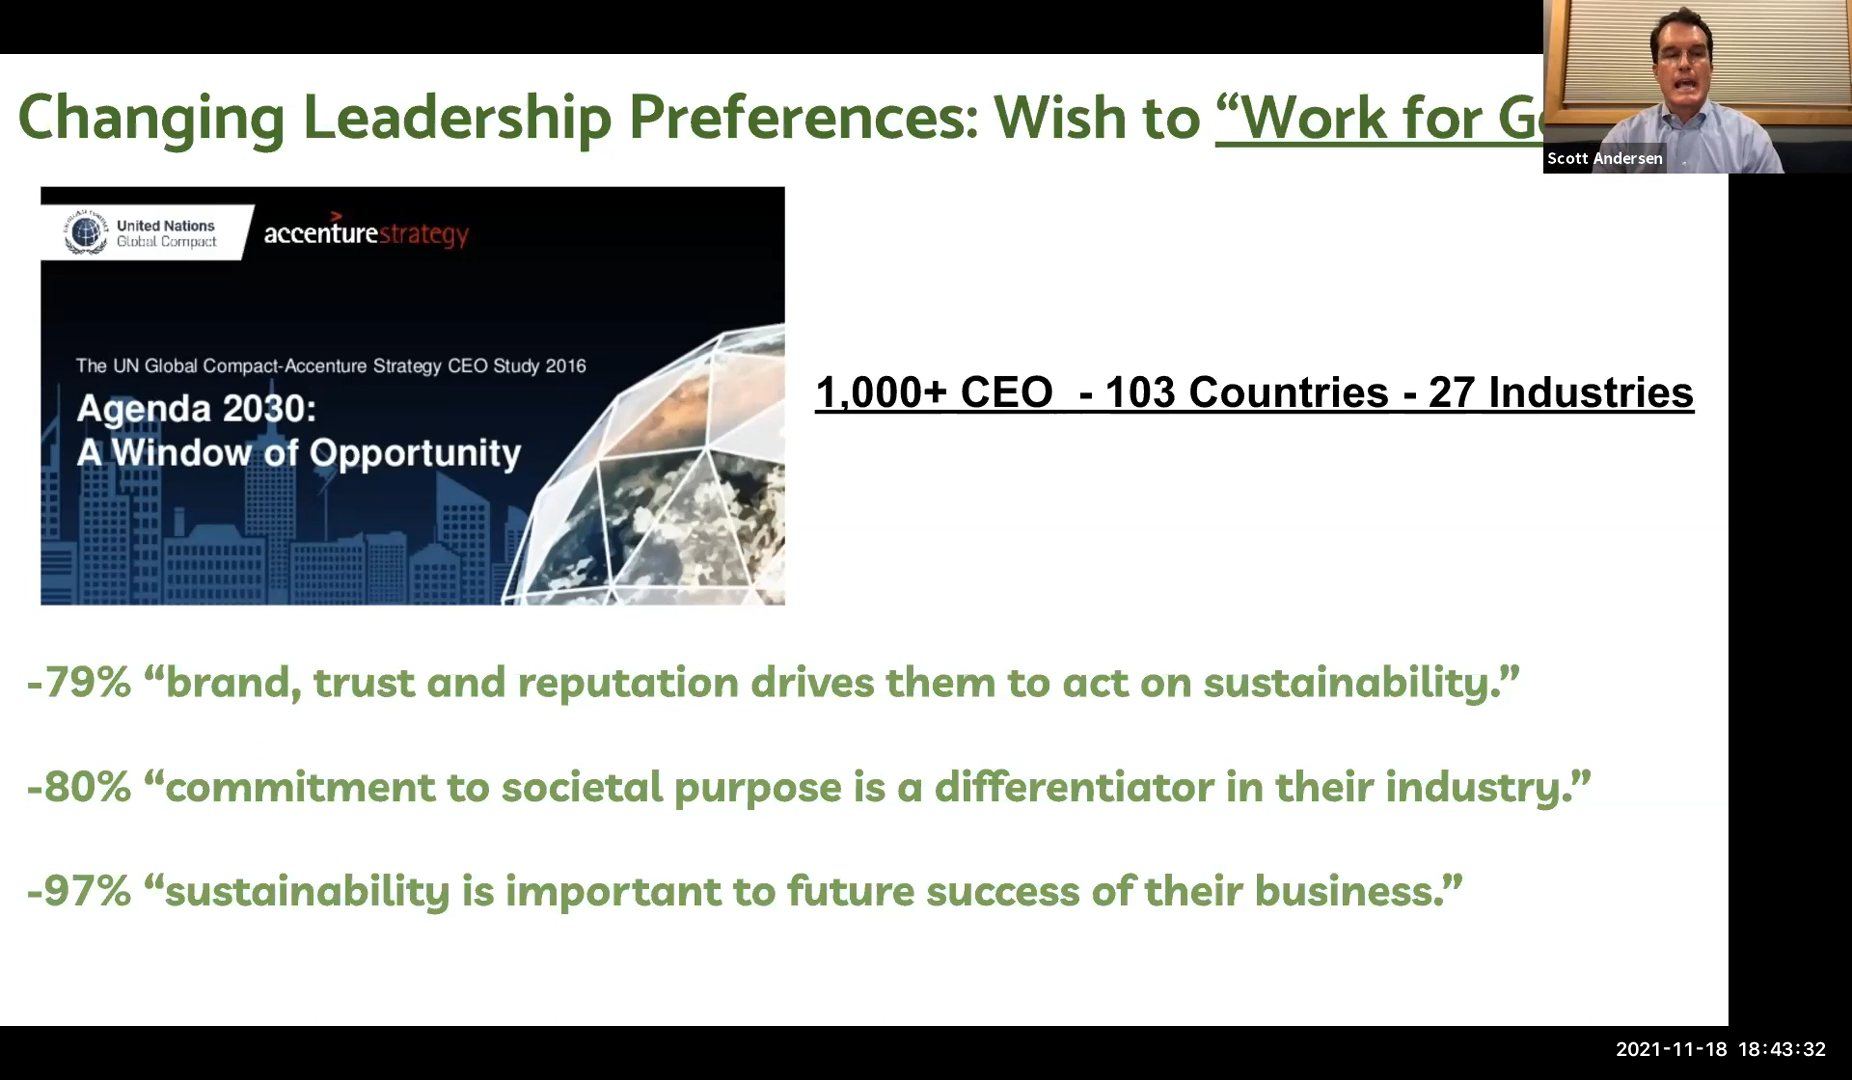 Changing Leadership Preferences: Wish to “Work for
Scott Andersen
United Nations
Global Compact
accenturestrategy
The UN Global Compact-Accenture Strategy CEO Study 2016
Agenda 2030:
A Window of Opportunity
1,000+ CEO - 103 Countries - 27 Industries
-79% “brand, trust and reputation drives them to act on sustainability.”
-80% “commitment to societal purpose is a differentiator in their industry.”
-97% “sustainability is important to future success of their business.”
2021-11-18 18:43:32